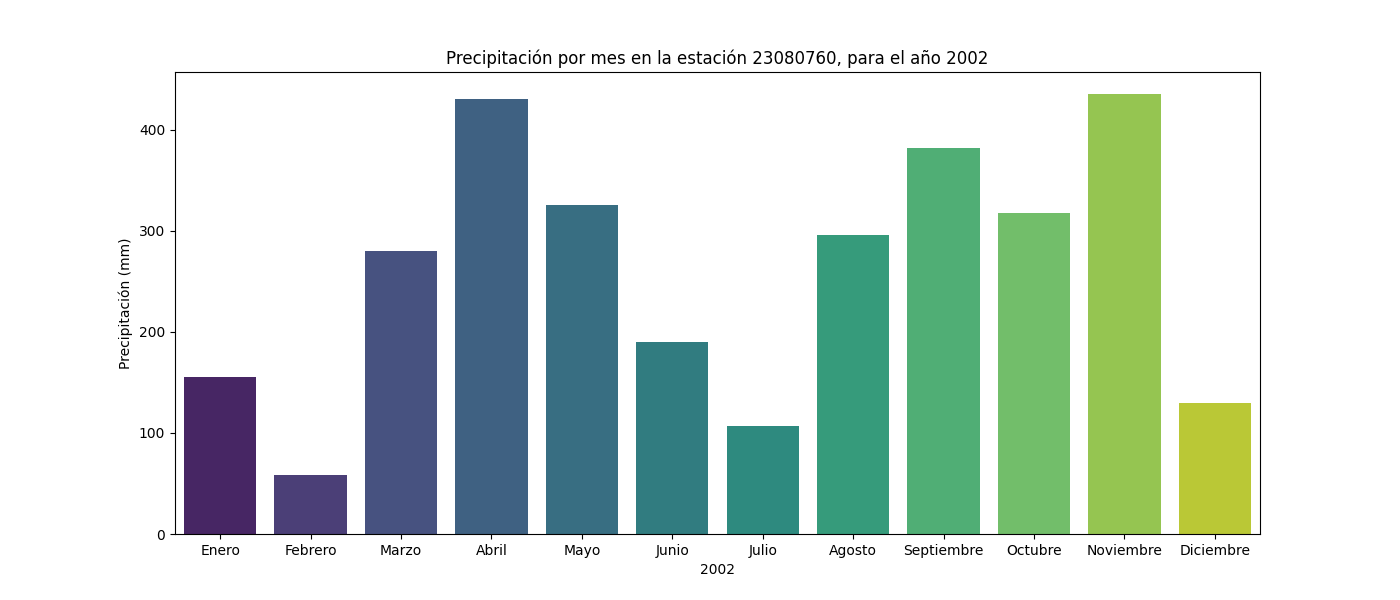 Precipitación por mes en la estación 23080760, para el año 2002
Precipitación (mm)
400
300
200
100
0
Enero Febrero Marzo Abril Mayo Junio Julio Agosto Septiembre Octubre Noviembre Diciembre
2002